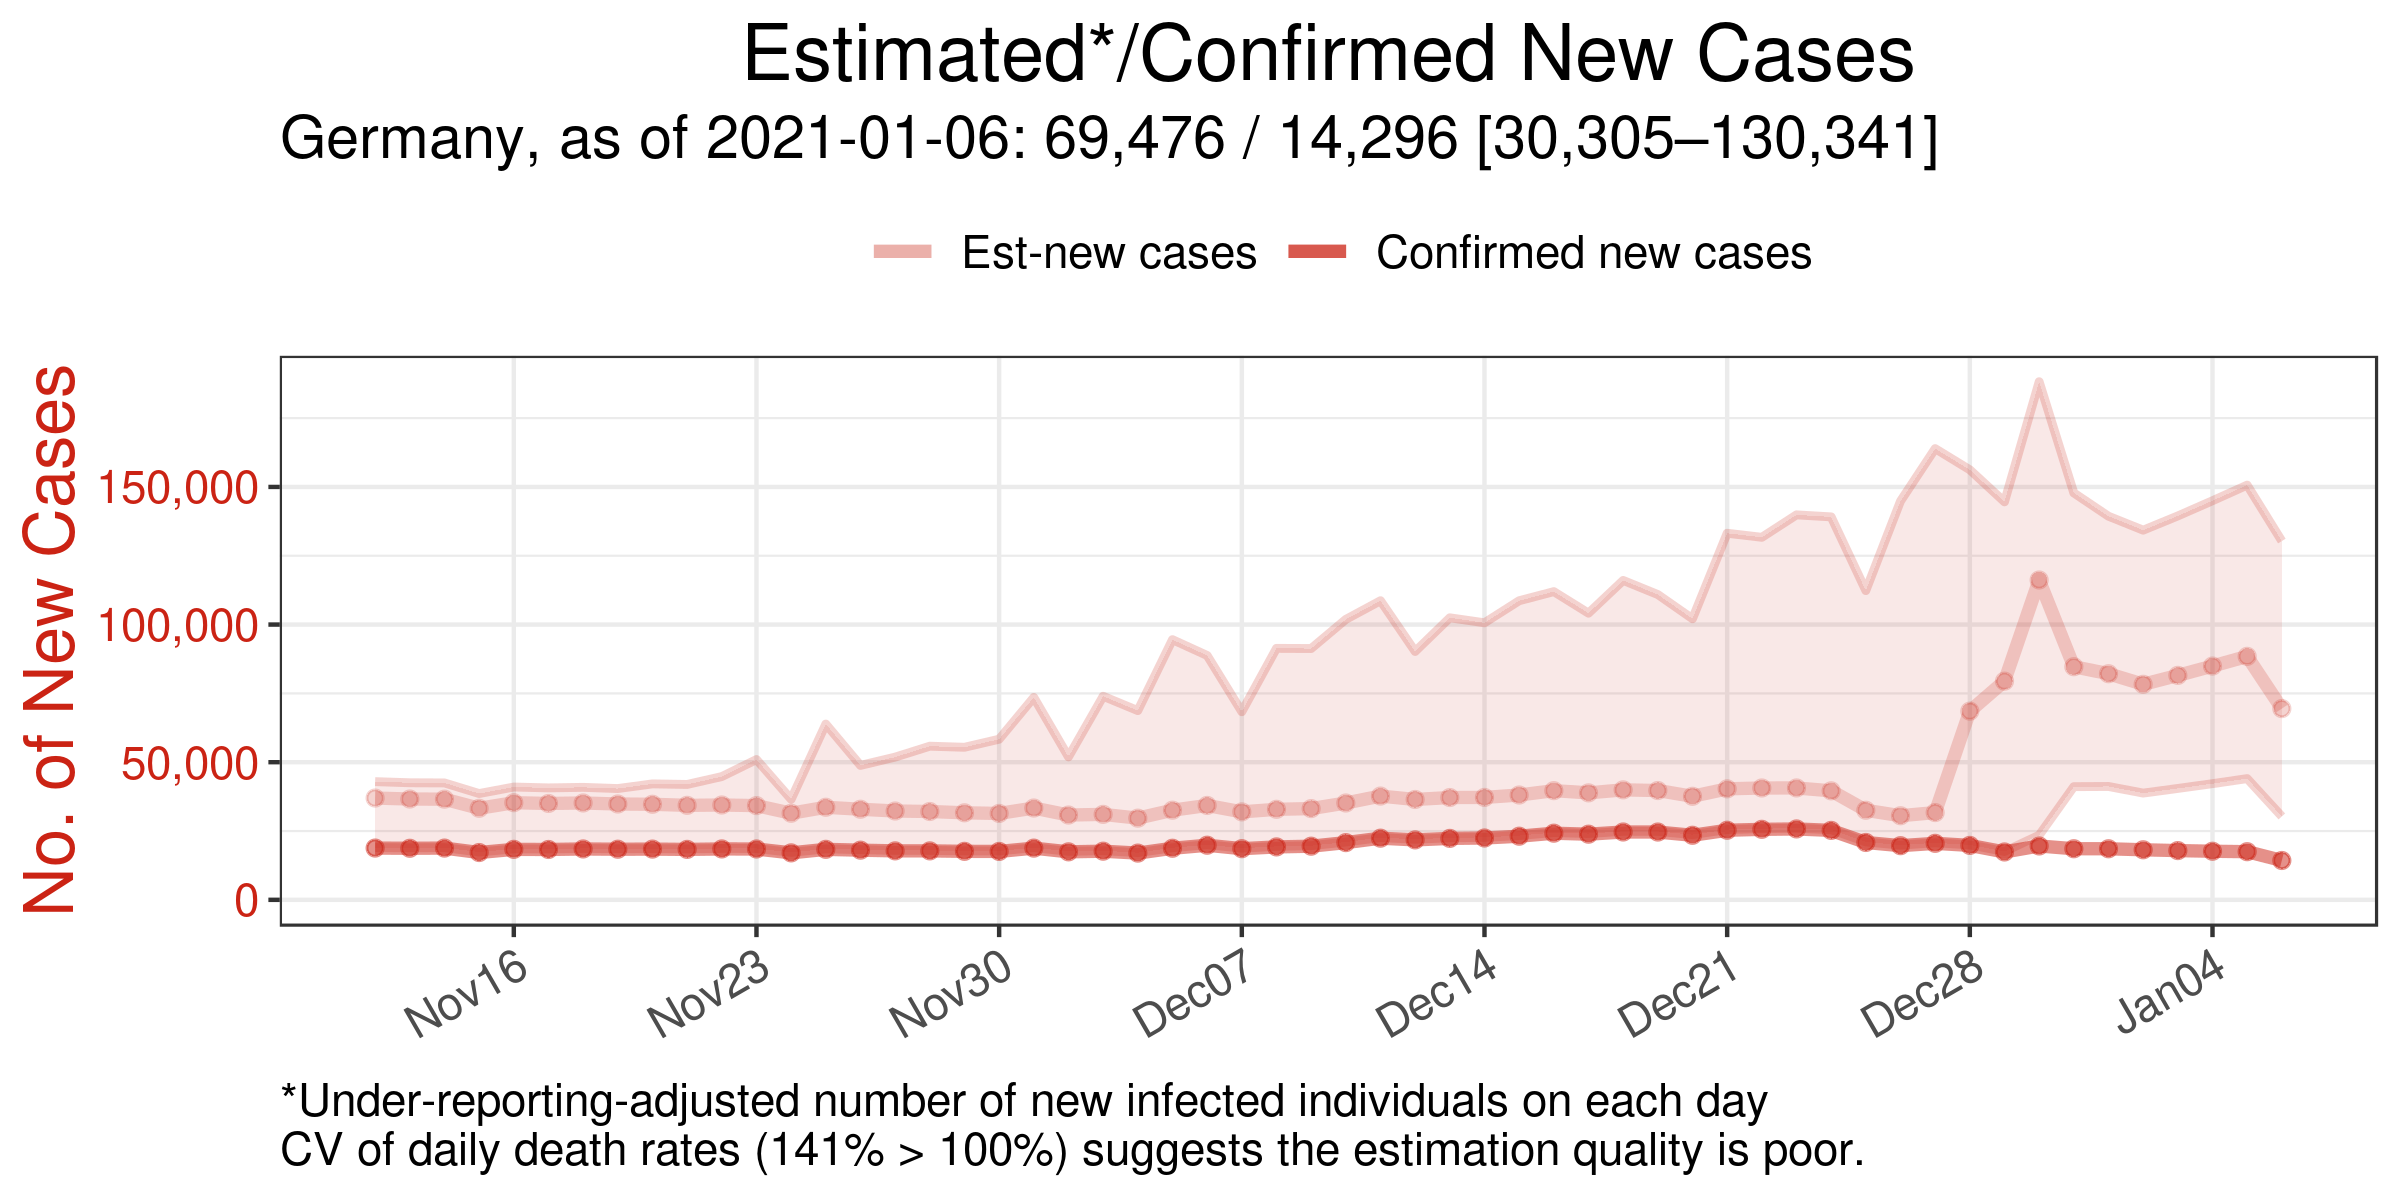 Estimated*/Confirmed New Cases
Germany, as of 2021-01-06: 69,476 / 14,296 [30,305–130,341]
Est-new cases
Confirmed new cases
No. of New Cases
150,000
100,000
50,000
0
Nov16
Nov23
Nov30
Dec07
Dec14
Dec21
Dec28
Jan04
*Under-reporting-adjusted number of new infected individuals on each day
CV of daily death rates (141% > 100%) suggests the estimation quality is poor.